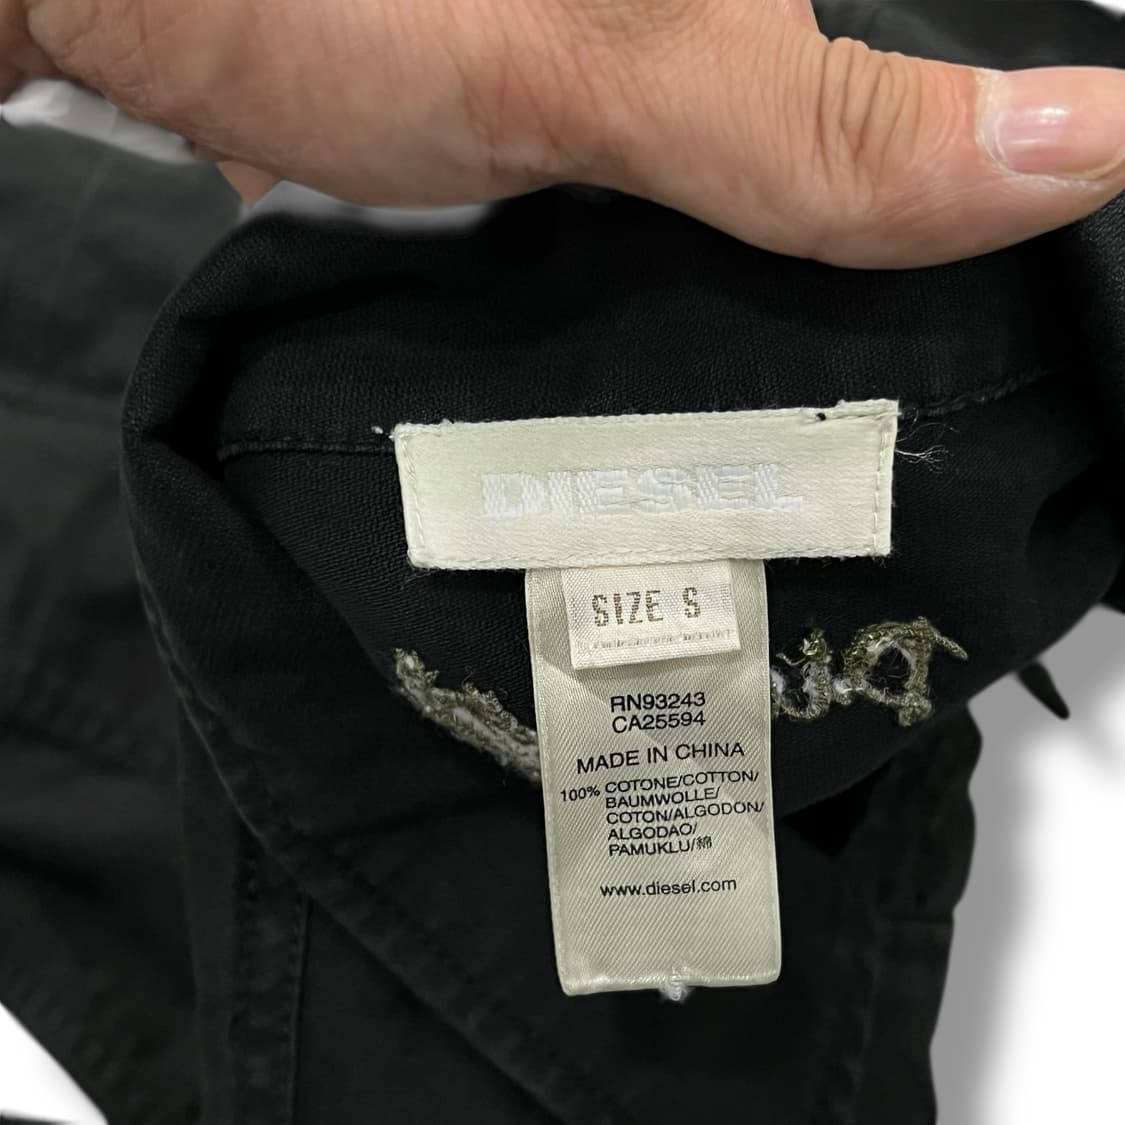 DIESEL
SIZE S
RN93243
CA25594
MADE IN CHINA
100% COTONE/COTTON/
BAUMWOLLE/
COTON/ALGODON/
ALGODAO/
PAMUKLU/綿
www.diesel.com